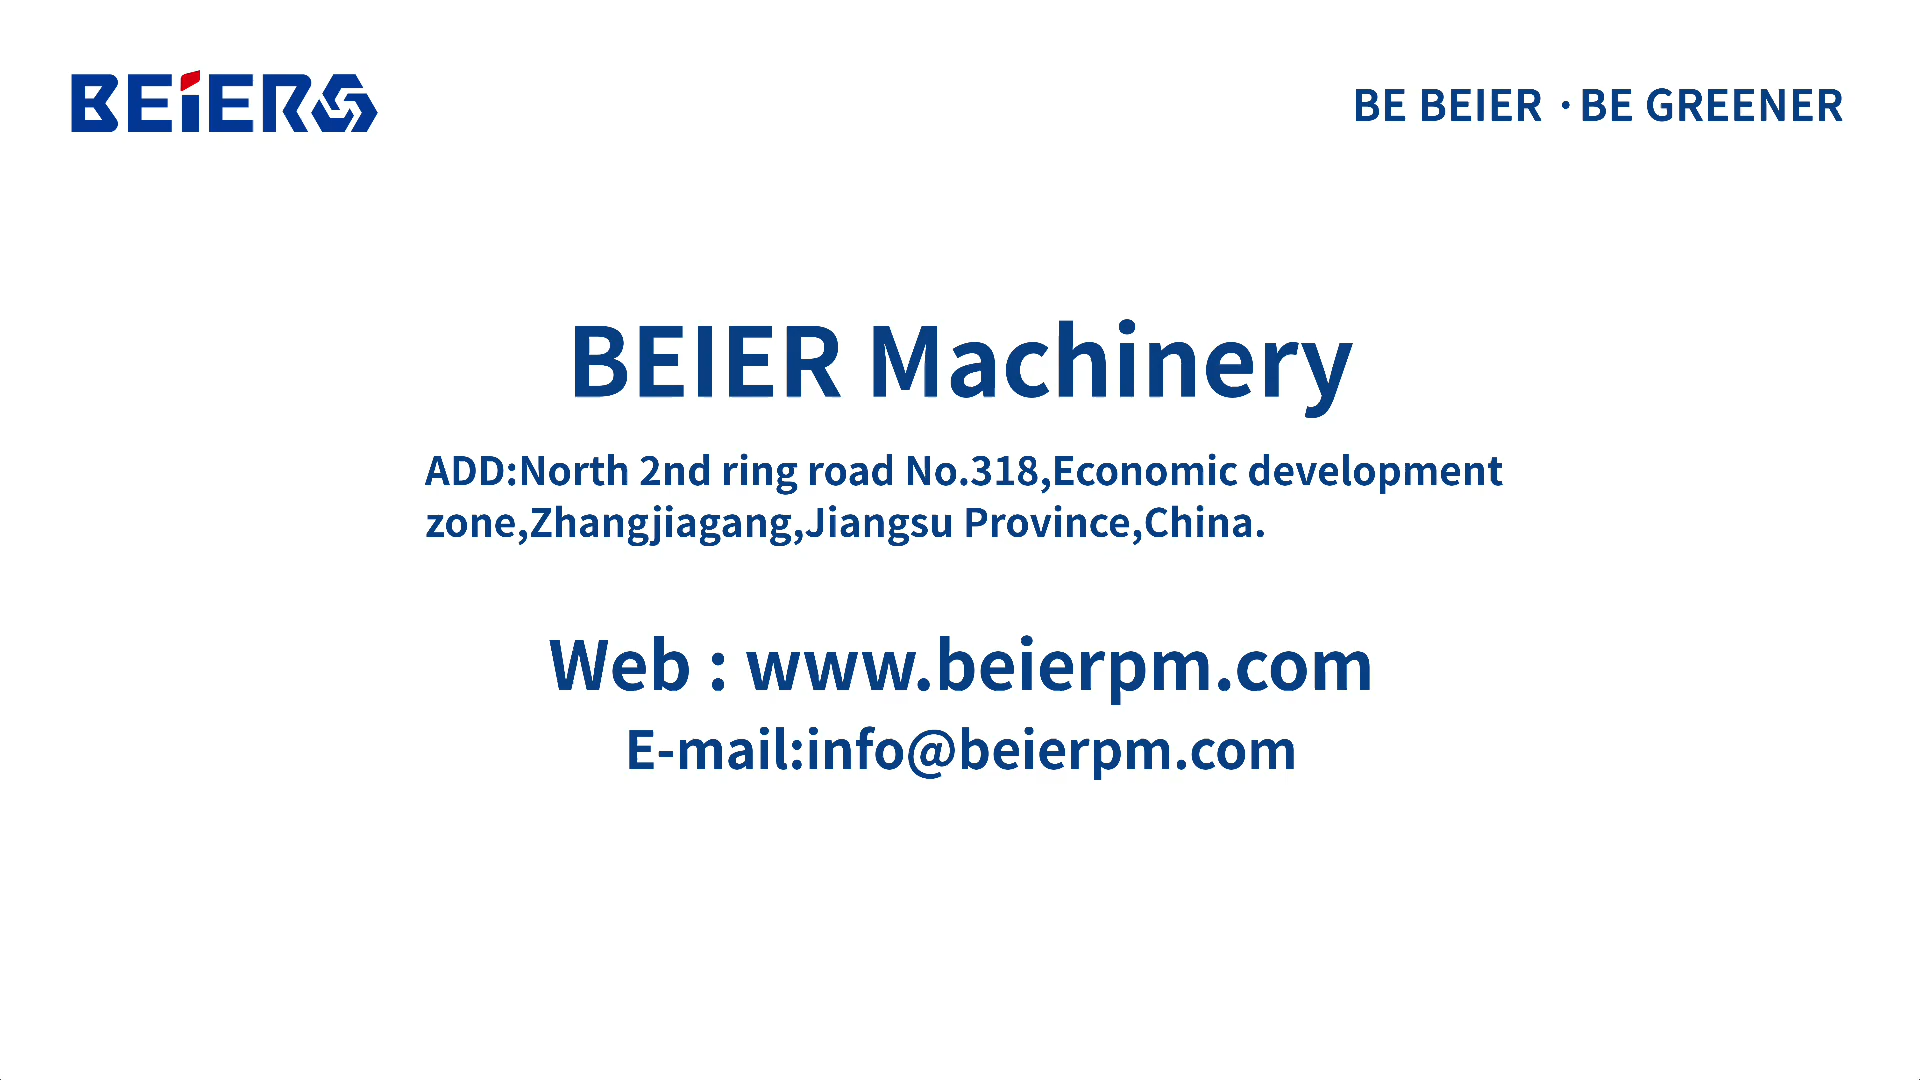 BEiER
BE BEIER · BE GREENER
BEIER Machinery
ADD:North 2nd ring road No.318,Economic development
zone,Zhangjiagang,Jiangsu Province,China.
Web : www.beierpm.com
E-mail:info@beierpm.com